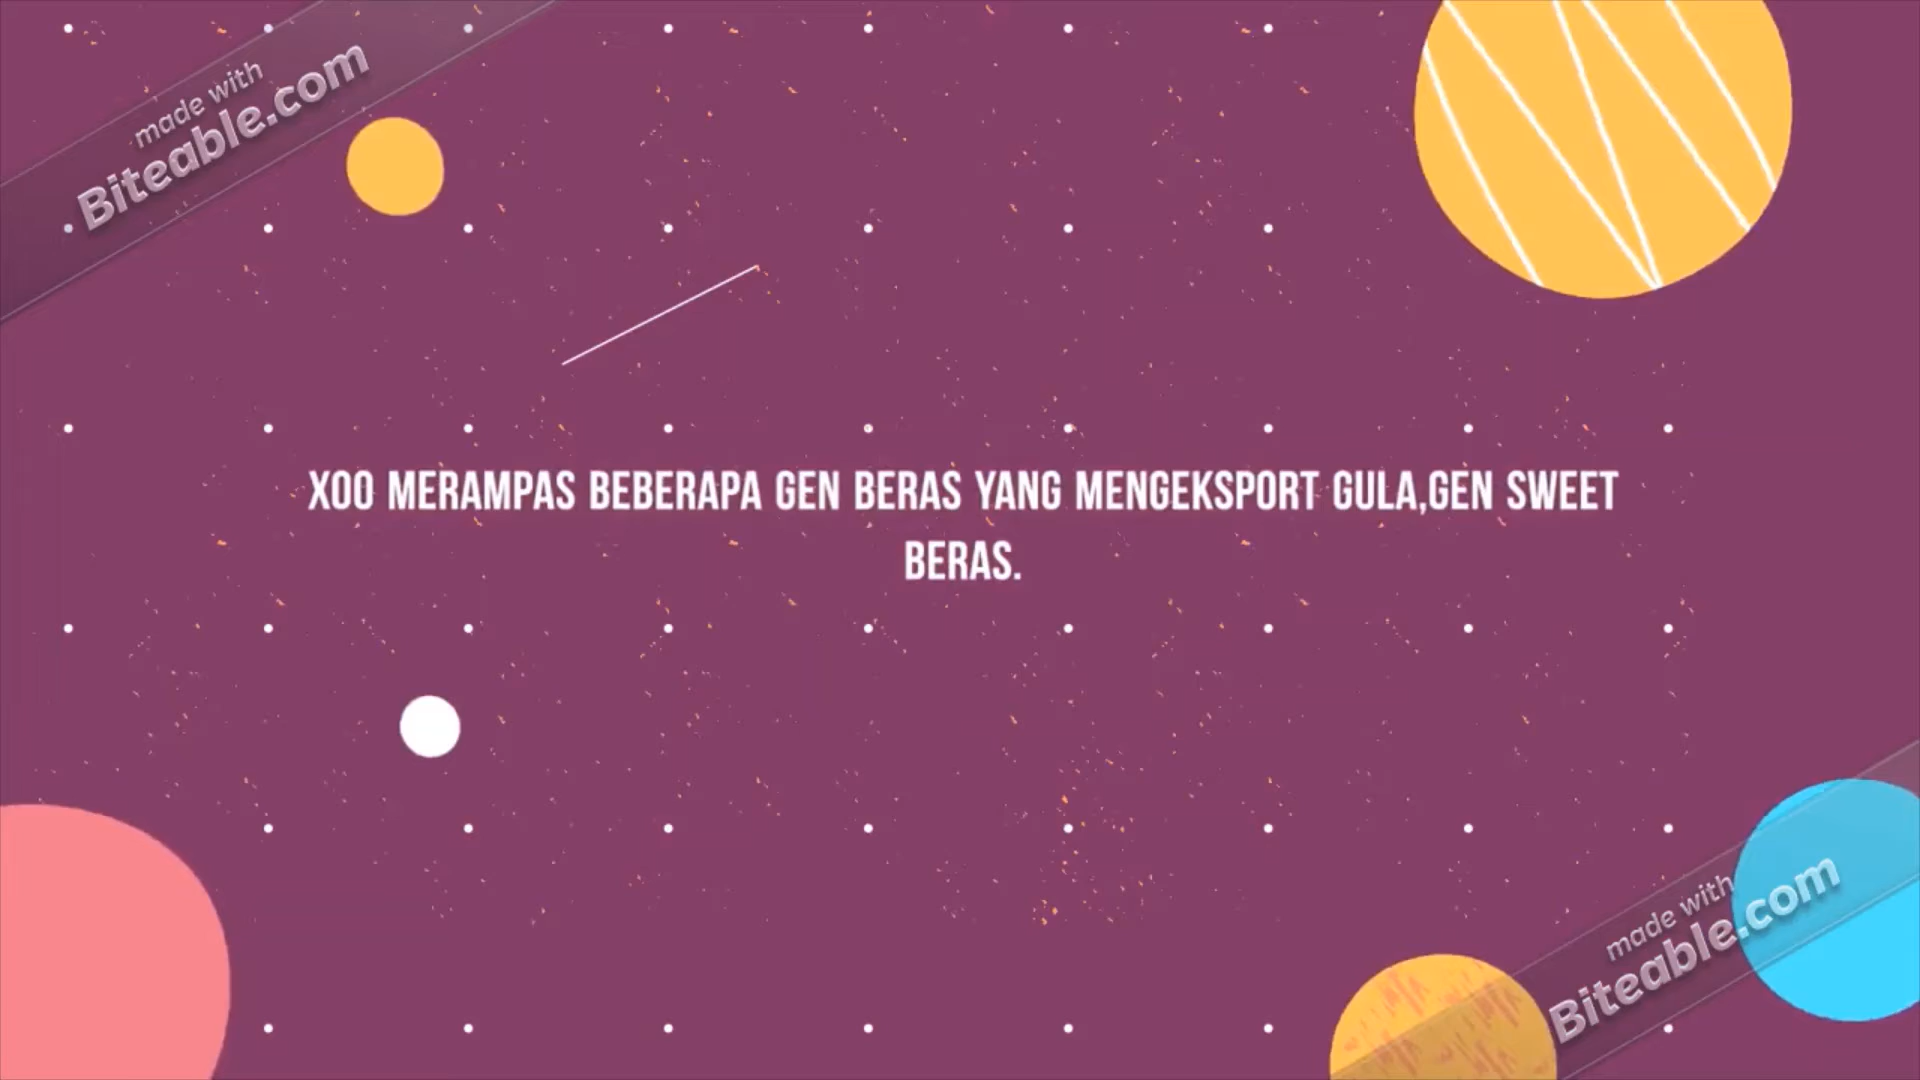 made with
Biteable.com
XOO MERAMPAS BEBERAPA GEN BERAS YANG MENGEKSPORT GULA,GEN SWEET
BERAS.
made with
Biteable.com